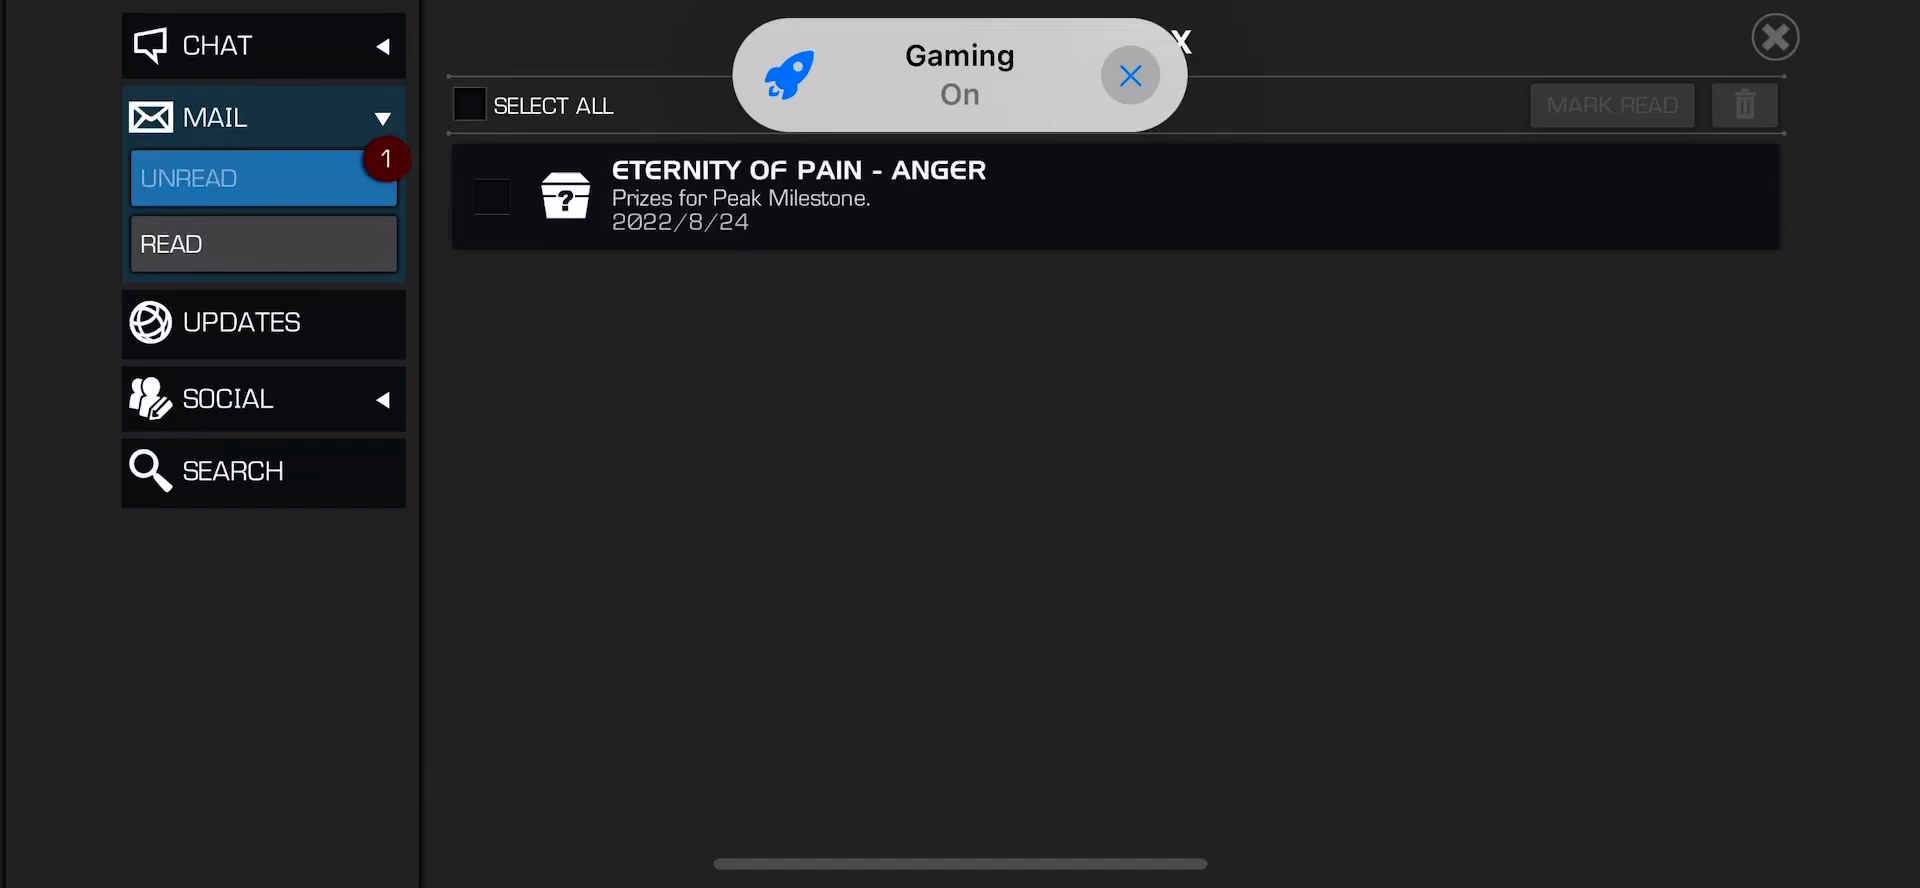 CHAT
MAIL
1
UNREAD
READ
UPDATES
SOCIAL
SEARCH
Gaming
On
X
SELECT ALL
MARK READ
ETERNITY OF PAIN - ANGER
Prizes for Peak Milestone.
2022/8/24